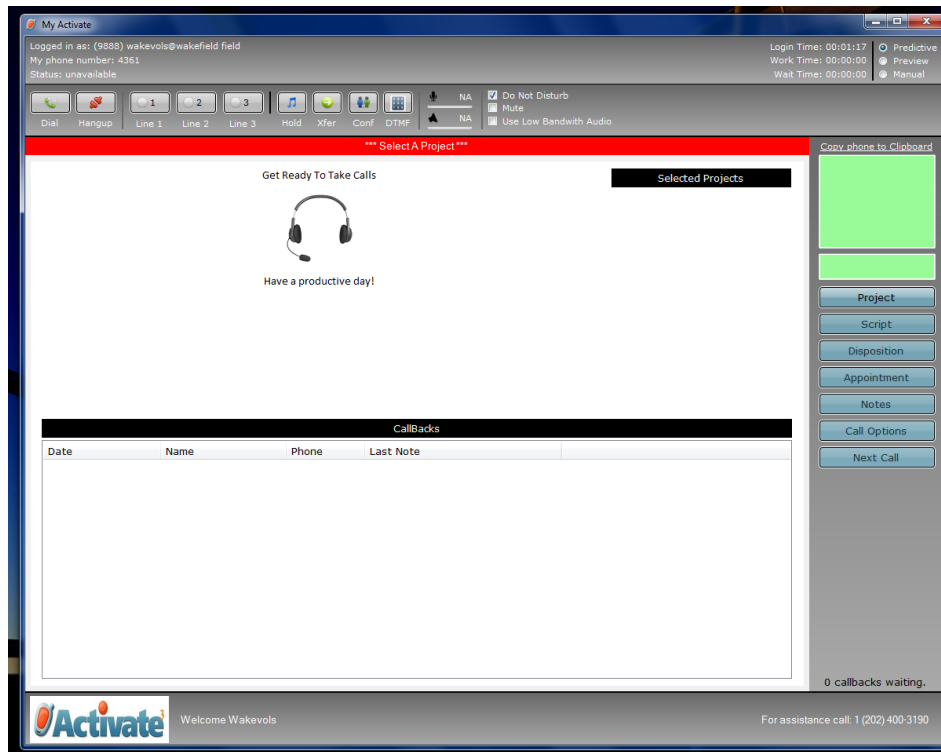 My Activate
Logged in as: (9888) wakevols@wakefield field
My phone number: 4361
Status: unavailable
Login Time: 00:01:17
Work Time: 00:00:00
Wait Time: 00:00:00
Predictive
Preview
Manual
1 2 3
Dial Hangup Line 1 Line 2 Line 3 Hold Xfer Conf DTMF
NA
NA
Do Not Disturb
Mute
Use Low Bandwith Audio
*** Select A Project ***
Copy phone to Clipboard
Get Ready To Take Calls
Selected Projects
Have a productive day!
Project
Script
Disposition
Appointment
Notes
Call Options
Next Call
CallBacks
Date Name Phone Last Note
0 callbacks waiting.
Activate3
Welcome Wakevols
For assistance call: 1 (202) 400-3190